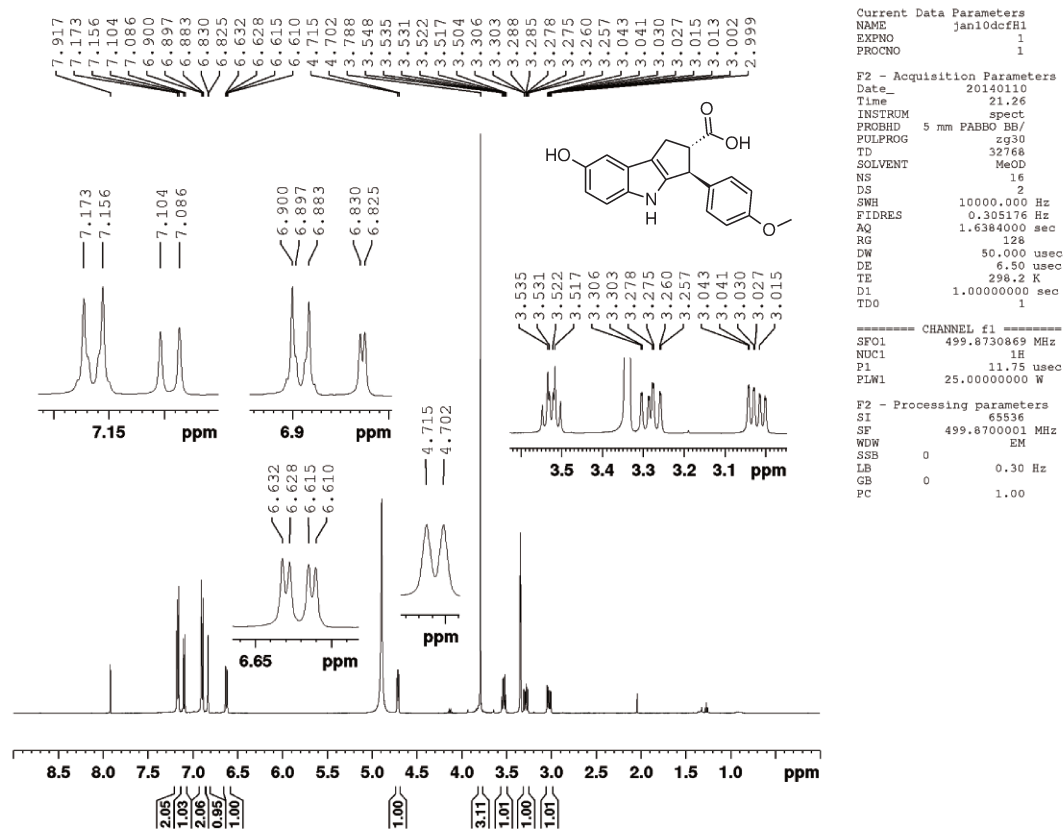 7.917
7.173
7.156
7.104
7.086
6.900
6.897
6.883
6.830
6.825
6.632
6.628
6.615
6.610
4.715
4.702
3.788
3.548
3.535
3.531
3.522
3.517
3.504
3.306
3.303
3.288
3.285
3.278
3.275
3.260
3.257
3.043
3.041
3.030
3.027
3.015
3.013
3.002
2.999
HO
N
H
O
OH
O
7.173
7.156
7.104
7.086
7.15 ppm
6.900
6.897
6.883
6.830
6.825
6.9 ppm
3.535
3.531
3.522
3.517
3.306
3.303
3.278
3.275
3.260
3.257
3.043
3.041
3.030
3.027
3.015
3.5 3.4 3.3 3.2 3.1 ppm
6.632
6.628
6.615
6.610
6.65 ppm
4.715
4.702
ppm
8.5 8.0 7.5 7.0 6.5 6.0 5.5 5.0 4.5 4.0 3.5 3.0 2.5 2.0 1.5 1.0 ppm
2.05
1.03
2.06
0.95
1.00
1.00
3.11
1.01
1.00
1.01
Current Data Parameters
NAME jan10dcfH1
EXPNO 1
PROCNO 1
F2 - Acquisition Parameters
Date_ 20140110
Time 21.26
INSTRUM spect
PROBHD 5 mm PABBO BB/
PULPROG zg30
TD 32768
SOLVENT MeOD
NS 16
DS 2
SWH 10000.000 Hz
FIDRES 0.305176 Hz
AQ 1.6384000 sec
RG 128
DW 50.000 usec
DE 6.50 usec
TE 298.2 K
D1 1.00000000 sec
TD0 1
======== CHANNEL f1 ========
SFO1 499.8730869 MHz
NUC1 1H
P1 11.75 usec
PLW1 25.00000000 W
F2 - Processing parameters
SI 65536
SF 499.8700001 MHz
WDW EM
SSB 0
LB 0.30 Hz
GB 0
PC 1.00